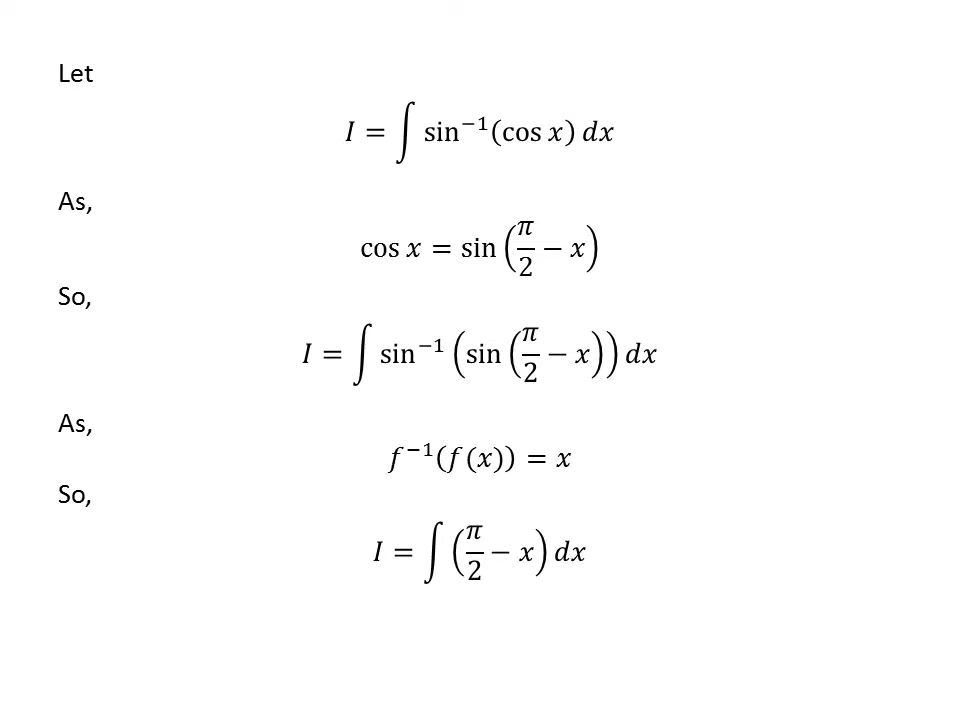 Let
𝐼 = ∫ sin⁻¹(cos 𝑥) 𝑑𝑥
As,
cos 𝑥 = sin (𝜋/2 − 𝑥)
So,
𝐼 = ∫ sin⁻¹ (sin (𝜋/2 − 𝑥)) 𝑑𝑥
As,
𝑓⁻¹(𝑓(𝑥)) = 𝑥
So,
𝐼 = ∫ (𝜋/2 − 𝑥) 𝑑𝑥